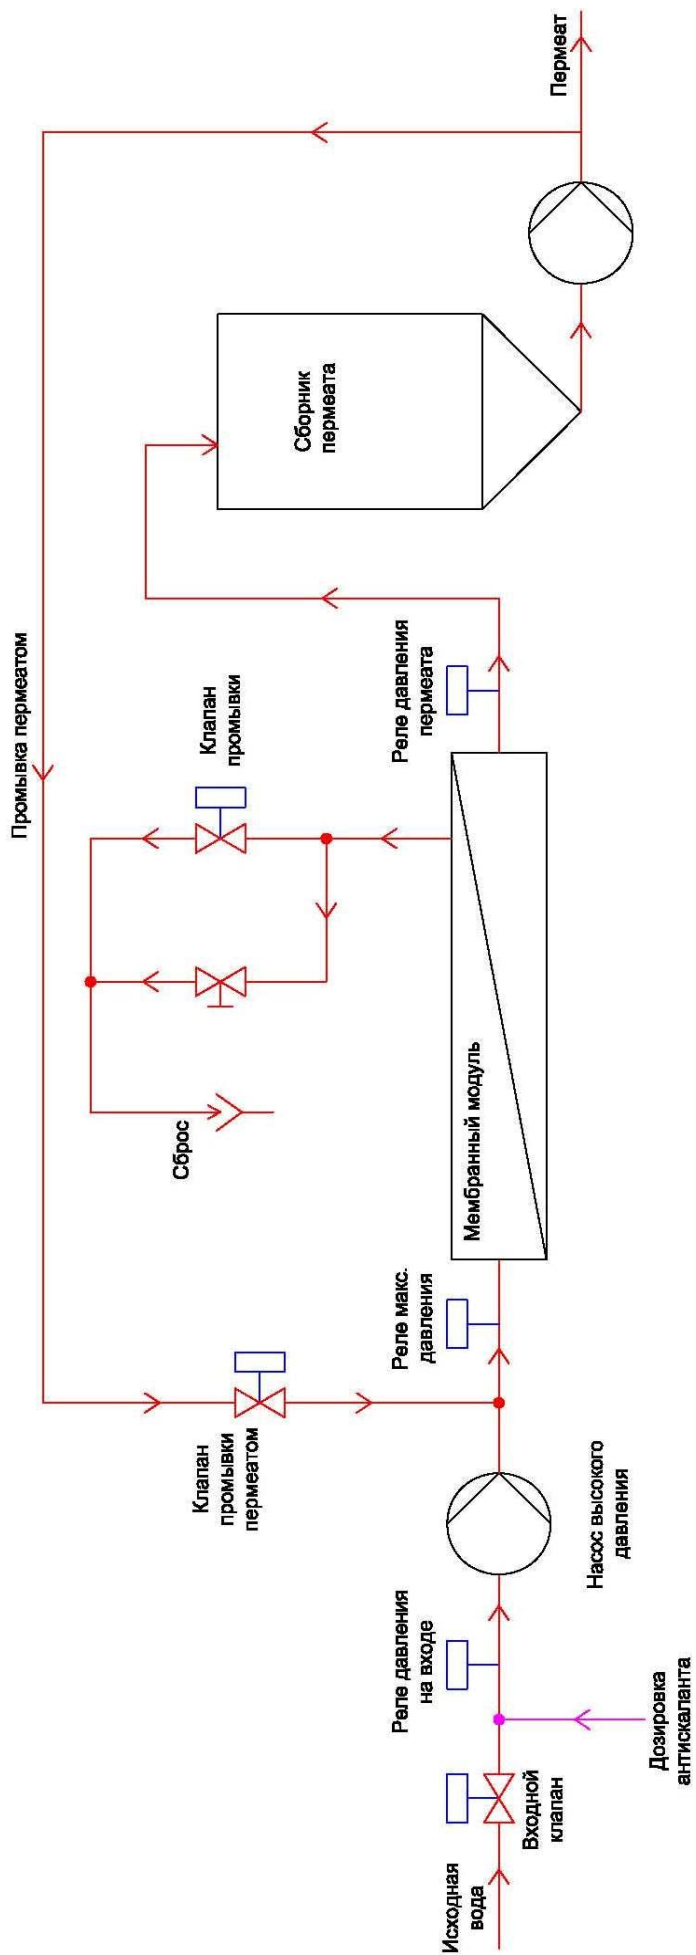 Промывка пермеатом
Пермеат
Клапан
промывки
Сброс
Сборник
пермеата
Клапан
промывки
пермеатом
Реле давления
пермеата
Реле макс.
давления
Мембранный модуль
Реле давления
на входе
Исходная
вода
Входной
клапан
Насос высокого
давления
Дозировка
антискаланта